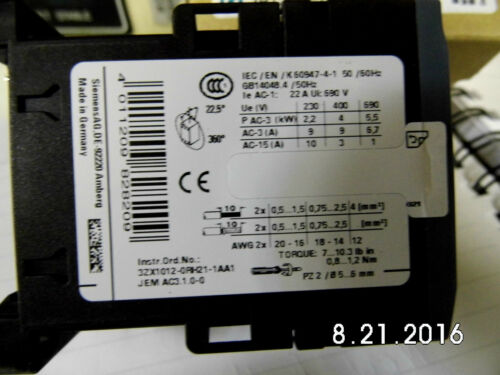 Siemens AG, DE-92220 Amberg
Made in Germany
4 011209 828209
CE
CCC
22,5°
360°
IEC / EN / K 60947-4-1 50 /60Hz
GB14048.4 /50Hz
Ie AC-1: 22 A Ui: 690 V
Ue (V) 230 400 690
P AC-3 (kW) 2,2 4 5,5
AC-3 (A) 9 9 6,7
AC-15 (A) 10 3 1
10 2x 0,5...1,5 0,75...2,5 4 [mm²]
10 2x 0,5...1,5 0,75...2,5 [mm²]
AWG 2x 20 - 16 18 - 14 12
TORQUE: 7...10.3 lb in
0,8...1,2 Nm
PZ 2 / Ø 5...6 mm
Instr.Ord.No.:
3ZX1012-0RH21-1AA1
JEM AC3.1.0-0
8.21.2016